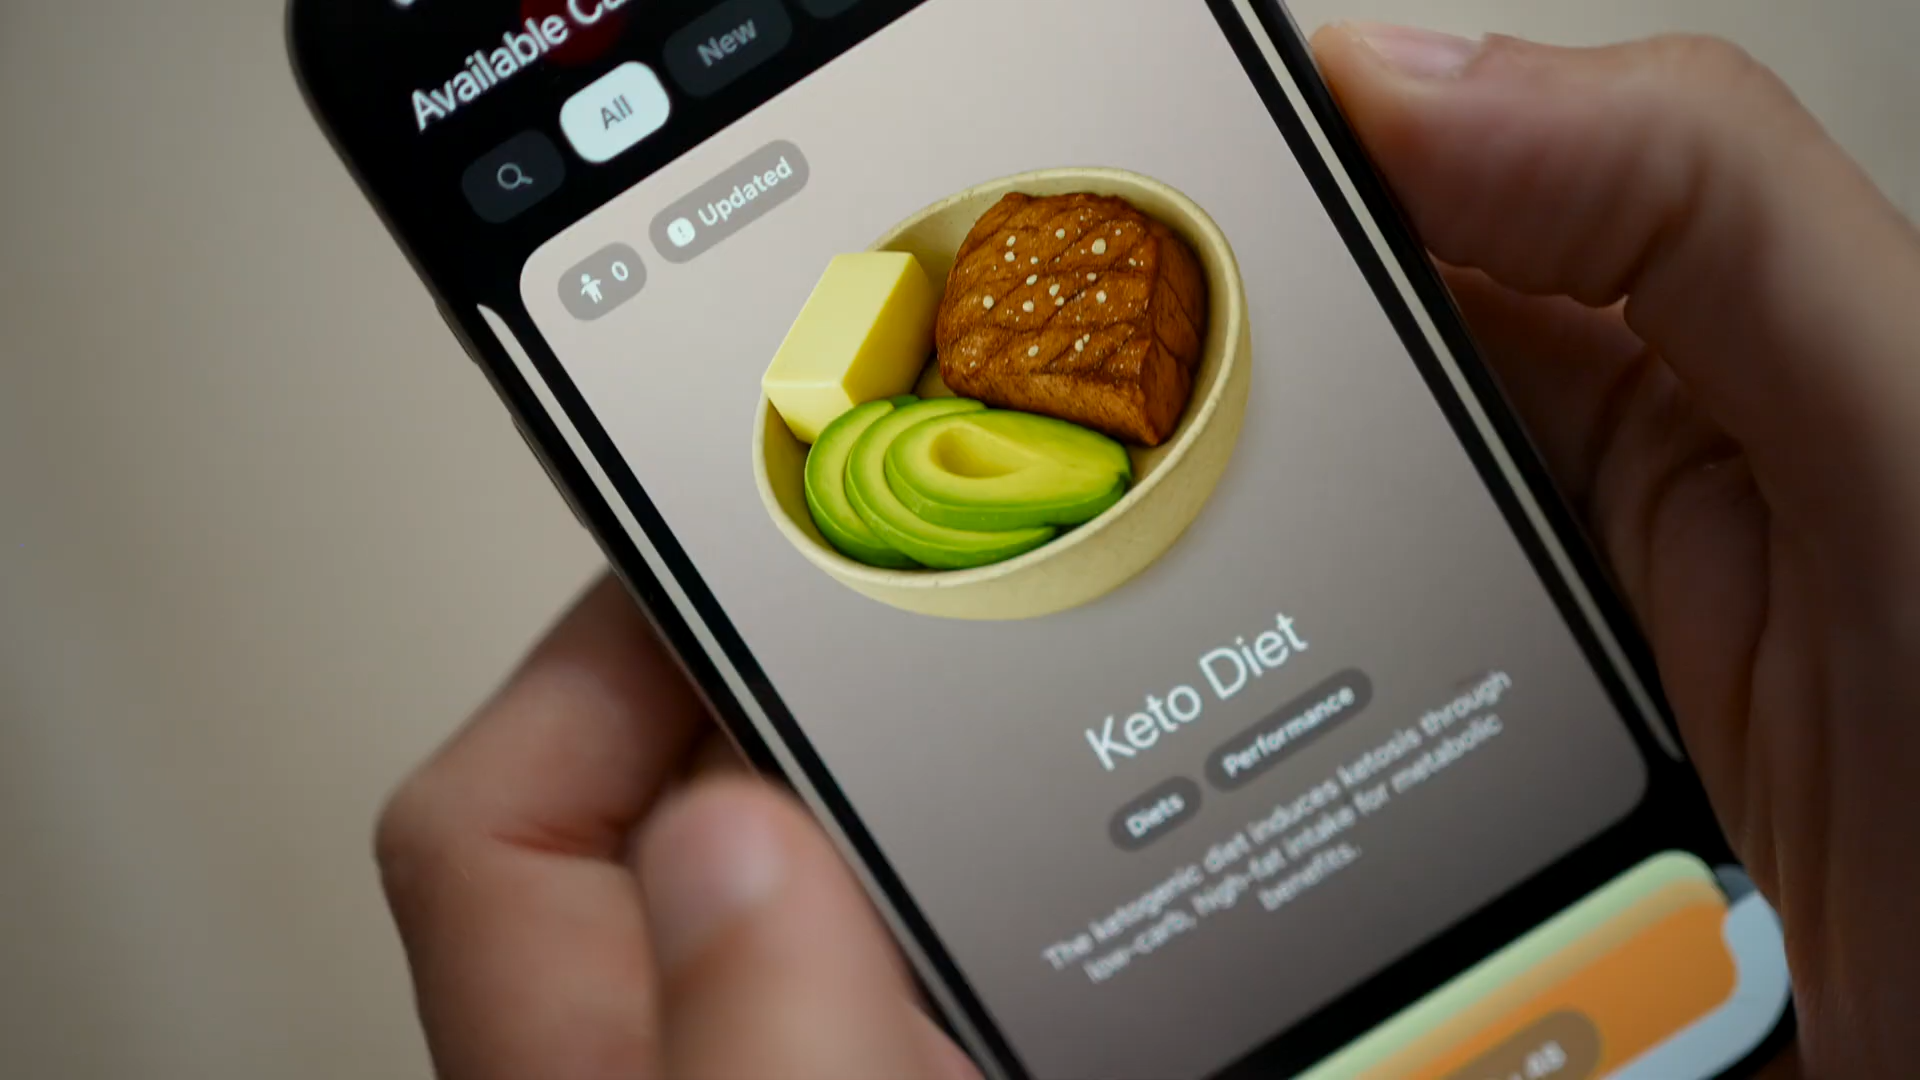 Available
All
New
0
Updated
Keto Diet
Diets
Performance
The ketogenic diet induces ketosis through
low-carb, high-fat intake for metabolic
benefits.
48